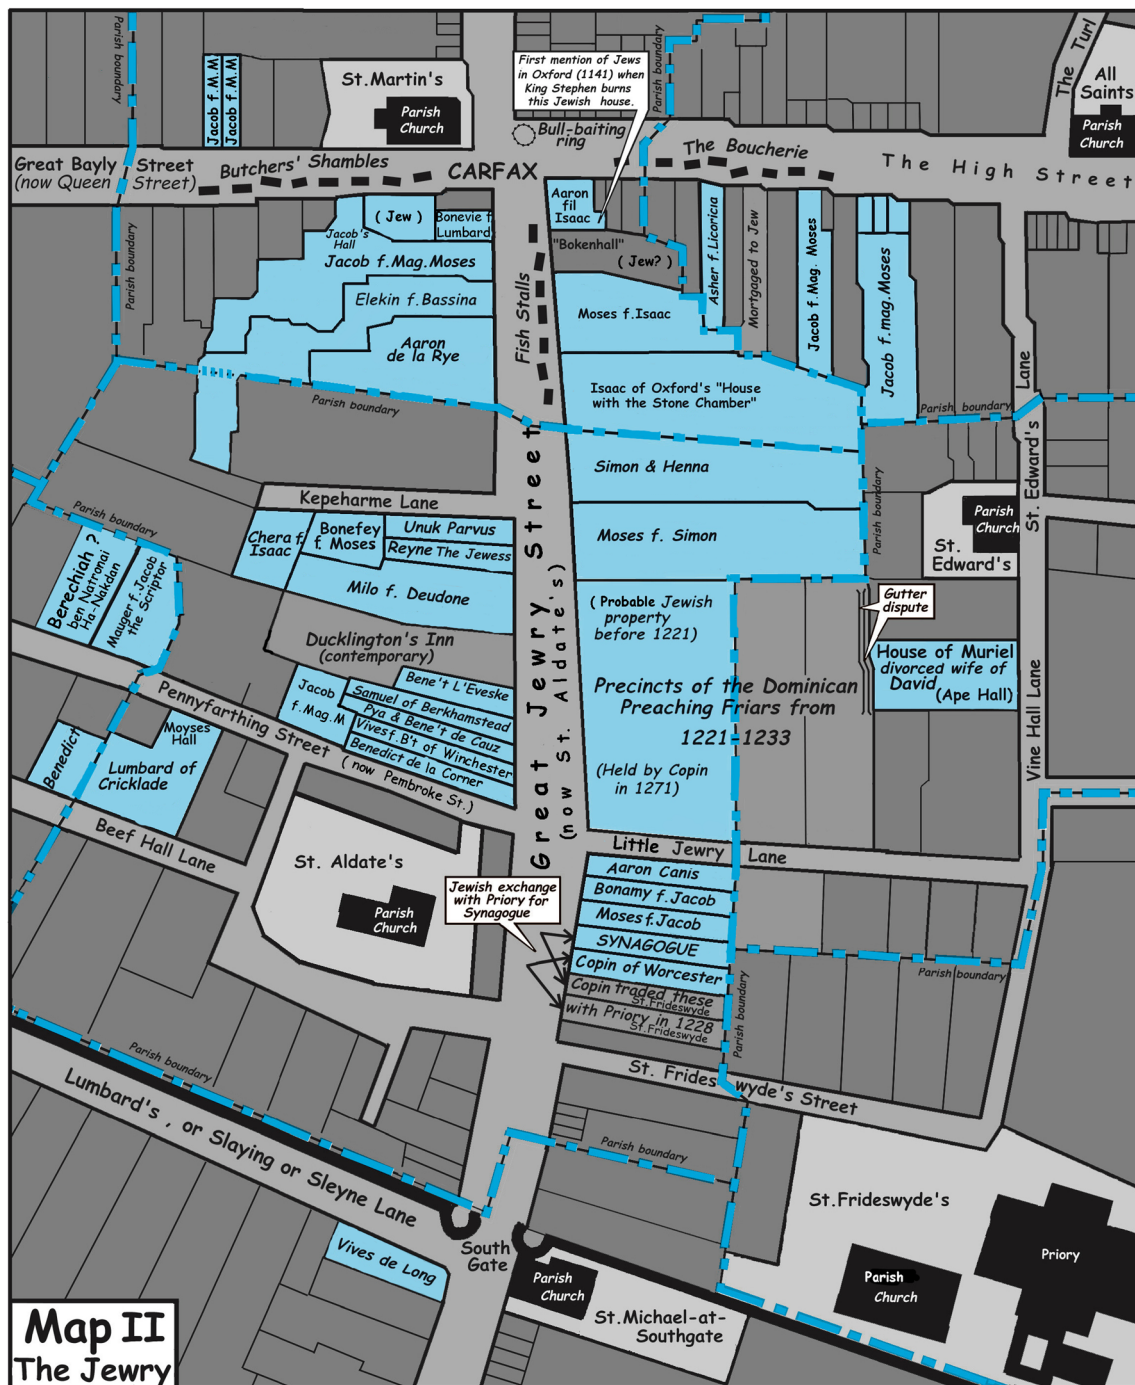 Parish boundary
Jacob f.M.M
Jacob f.M.M
St.Martin's
Parish
Church
First mention of Jews
in Oxford (1141) when
King Stephen burns
this Jewish house.
Parish boundary
The Turl
All
Saints
Parish
Church
Bull-baiting
ring
The Boucherie
The High Street
Great Bayly Street
(now Queen Street)
Butchers' Shambles
CARFAX
Parish boundary
Jacob's
Hall
( Jew )
Bonevie f
Lumbard
Jacob f.Mag.Moses
Elekin f.Bassina
Aaron
de la Rye
Fish Stalls
Aaron
fil
Isaac
"Bokenhall"
( Jew? )
Asher f.Licoricia
Mortgaged to Jew
Jacob f.Mag. Moses
Jacob f.mag.Moses
Moses f.Isaac
Isaac of Oxford's "House
with the Stone Chamber"
Parish boundary
Parish boundary
St. Edward's Lane
Simon & Henna
Parish boundary
Kepeharme Lane
Parish boundary
Chera f.
Isaac
Bonefey
f. Moses
Unuk Parvus
Reyne The Jewess
Milo f. Deudone
Moses f. Simon
Parish
Church
St.
Edward's
Berechiah ?
ben Natronai
Ha-Nakdan
Mauger f.Jacob
the Scriptor
Great Jewry Street
(now St. Aldate's)
( Probable Jewish
property
before 1221)
Gutter
dispute
Ducklington's Inn
(contemporary)
House of Muriel
divorced wife of
David
(Ape Hall)
Bene't L'Eveske
Jacob
f.Mag.M
Samuel of Berkhamstead
Pya & Bene't de Cauz
Vivesf.B't of Winchester
Benedict de la Corner
Precincts of the Dominican
Preaching Friars from
1221-1233
(Held by Copin
in 1271)
Vine Hall Lane
Pennyfarthing Street
(now Pembroke St.)
Benedict
Moyses
Hall
Lumbard of
Cricklade
Beef Hall Lane
St. Aldate's
Parish
Church
Little Jewry Lane
Aaron Canis
Bonamy f.Jacob
Moses f.Jacob
SYNAGOGUE
Copin of Worcester
Copin traded these
St.Frideswyde
with Priory in 1228
St.Frideswyde
Jewish exchange
with Priory for
Synagogue
Parish boundary
Parish boundary
St. Frideswyde's Street
Parish boundary
Lumbard's , or Slaying or Sleyne Lane
Parish boundary
St.Frideswyde's
Priory
Parish
Church
Vives de Long
South
Gate
Parish
Church
St.Michael-at-
Southgate
Map II
The Jewry